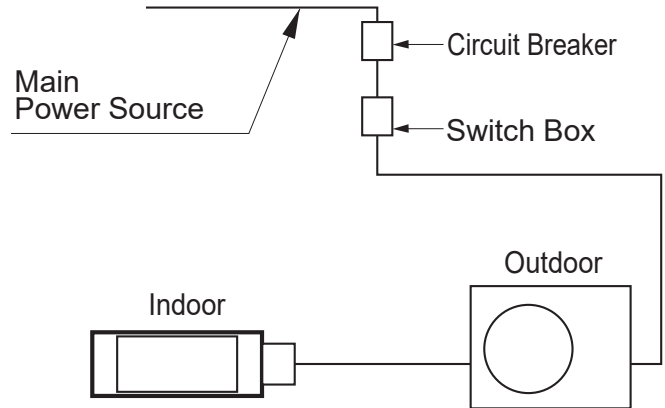 Circuit Breaker
Main
Power Source
Switch Box
Outdoor
Indoor